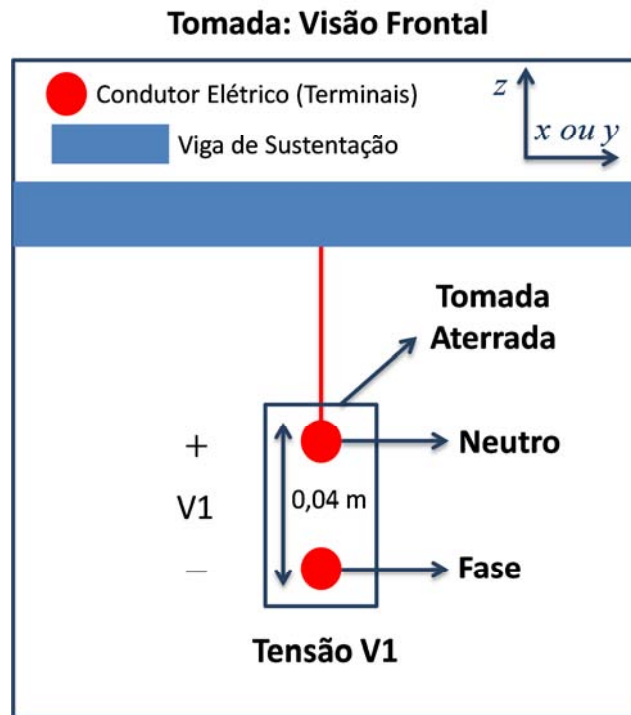 Tomada: Visão Frontal
Condutor Elétrico (Terminais)
Viga de Sustentação
z
x ou y
Tomada
Aterrada
+
V1
–
0,04 m
Neutro
Fase
Tensão V1